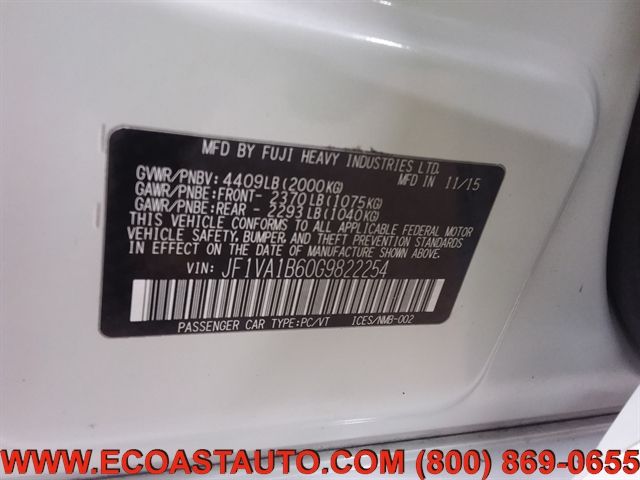 MFD BY FUJI HEAVY INDUSTRIES LTD.
GVWR/PNBV: 4409LB(2000KG) MFD IN 11/15
GAWR/PNBE:FRONT- 2370LB(1075KG)
GAWR/PNBE:REAR - 2293LB(1040KG)
THIS VEHICLE CONFORMS TO ALL APPLICABLE FEDERAL MOTOR
VEHICLE SAFETY, BUMPER, AND THEFT PREVENTION STANDARDS
IN EFFECT ON THE DATE OF MANUFACTURE SHOWN ABOVE.
VIN: JF1VA1B60G9822254
PASSENGER CAR TYPE:PC/VT ICES/NMB-002
WWW.ECOASTAUTO.COM (800) 869-0655